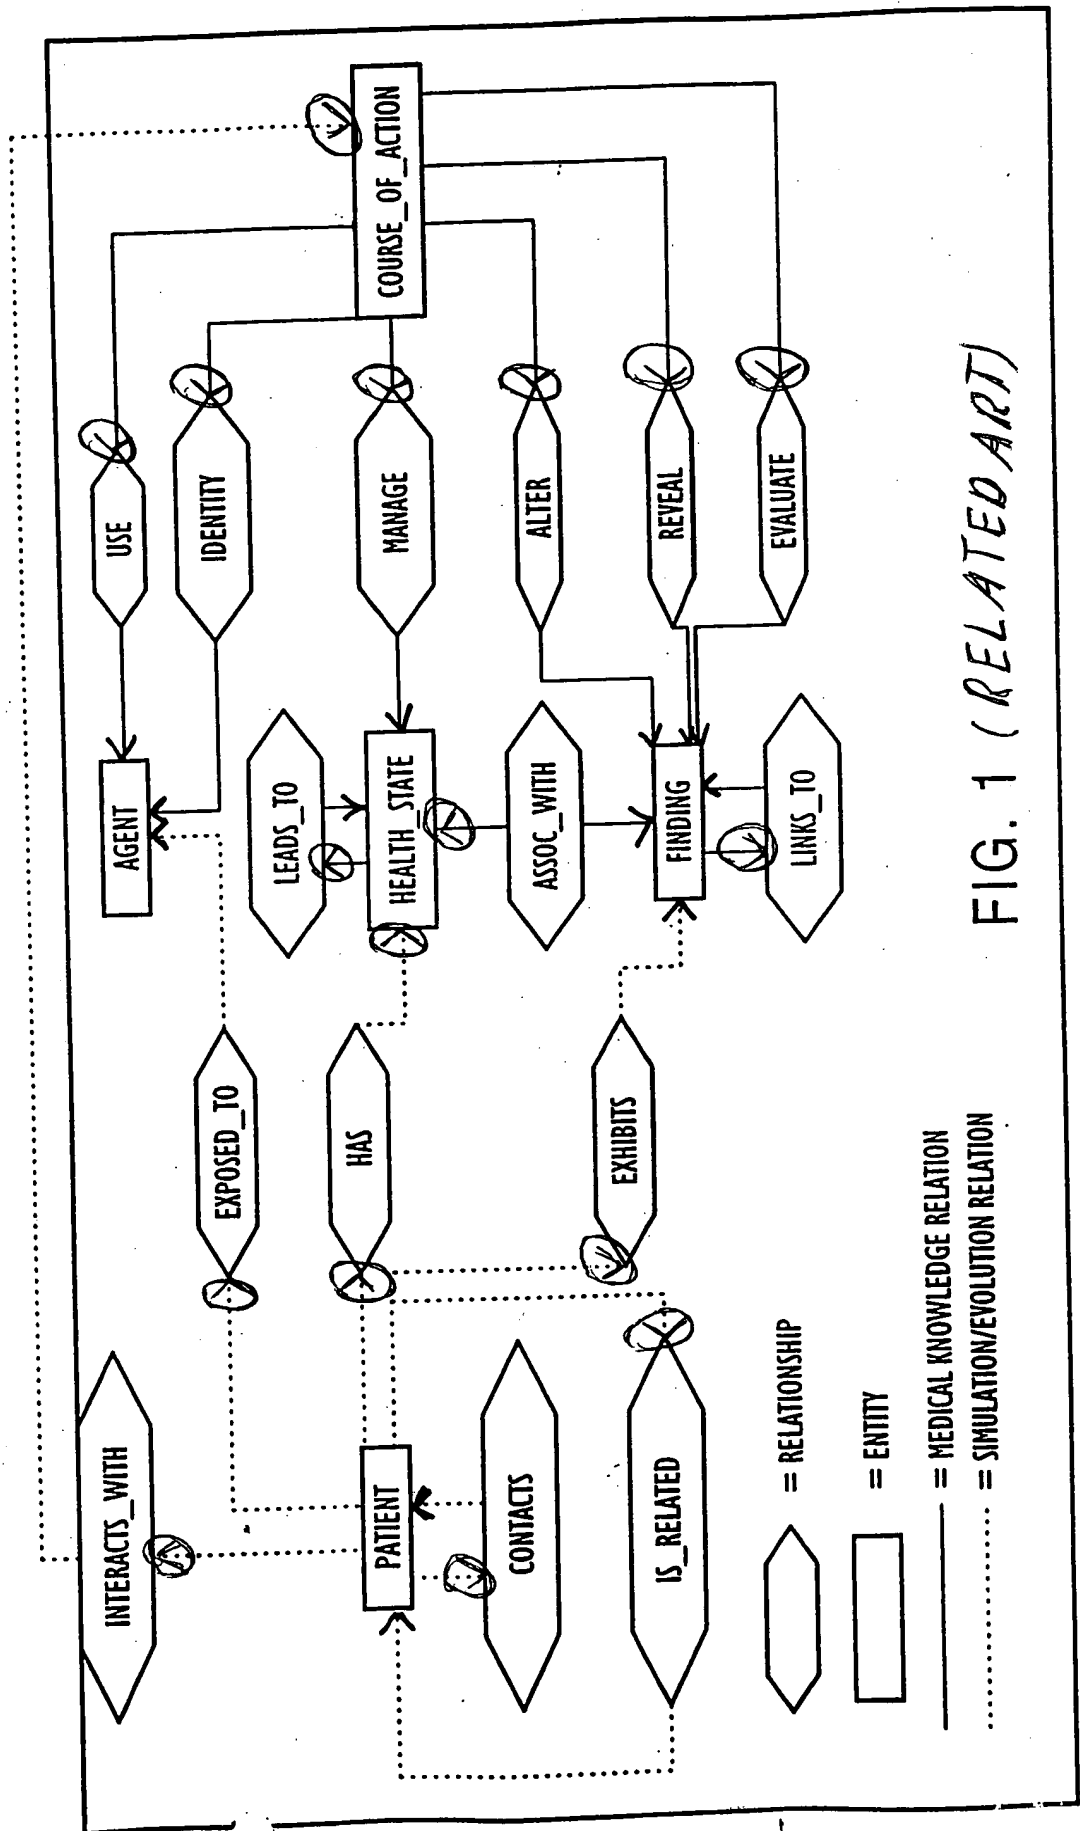 INTERACTS_WITH
EXPOSED_TO
AGENT
USE
IDENTITY
LEADS_TO
PATIENT
HAS
HEALTH_STATE
MANAGE
COURSE_OF_ACTION
CONTACTS
ASSOC_WITH
ALTER
IS_RELATED
EXHIBITS
FINDING
REVEAL
LINKS_TO
EVALUATE
= RELATIONSHIP
= ENTITY
= MEDICAL KNOWLEDGE RELATION
= SIMULATION/EVOLUTION RELATION
FIG. 1 (RELATED ART)